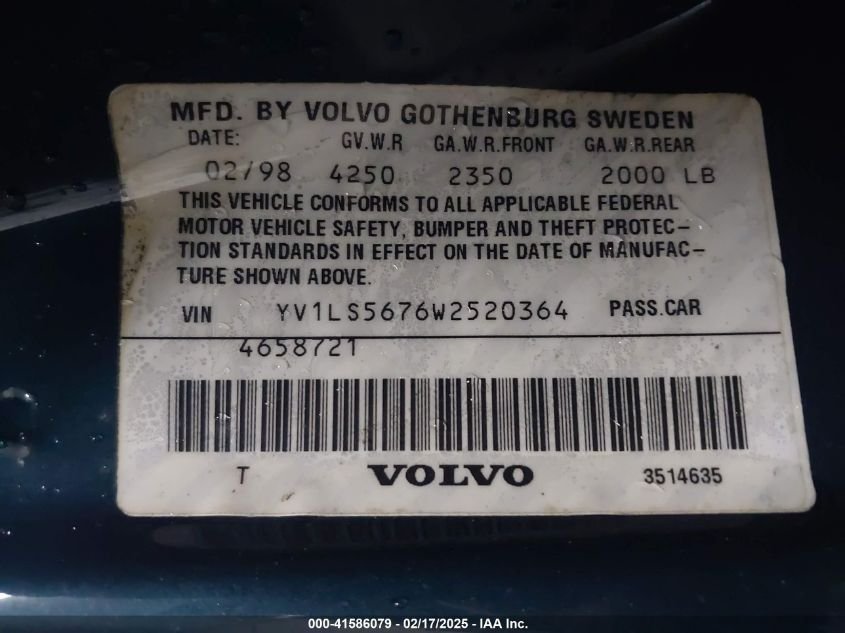 MFD. BY VOLVO GOTHENBURG SWEDEN
DATE: GV.W.R GA.W.R.FRONT GA.W.R.REAR
02/98 4250 2350 2000 LB
THIS VEHICLE CONFORMS TO ALL APPLICABLE FEDERAL
MOTOR VEHICLE SAFETY, BUMPER AND THEFT PROTEC-
TION STANDARDS IN EFFECT ON THE DATE OF MANUFAC-
TURE SHOWN ABOVE.
VIN YV1LS5676W2520364 PASS.CAR
4658721
T VOLVO 3514635
000-41586079 - 02/17/2025 - IAA Inc.